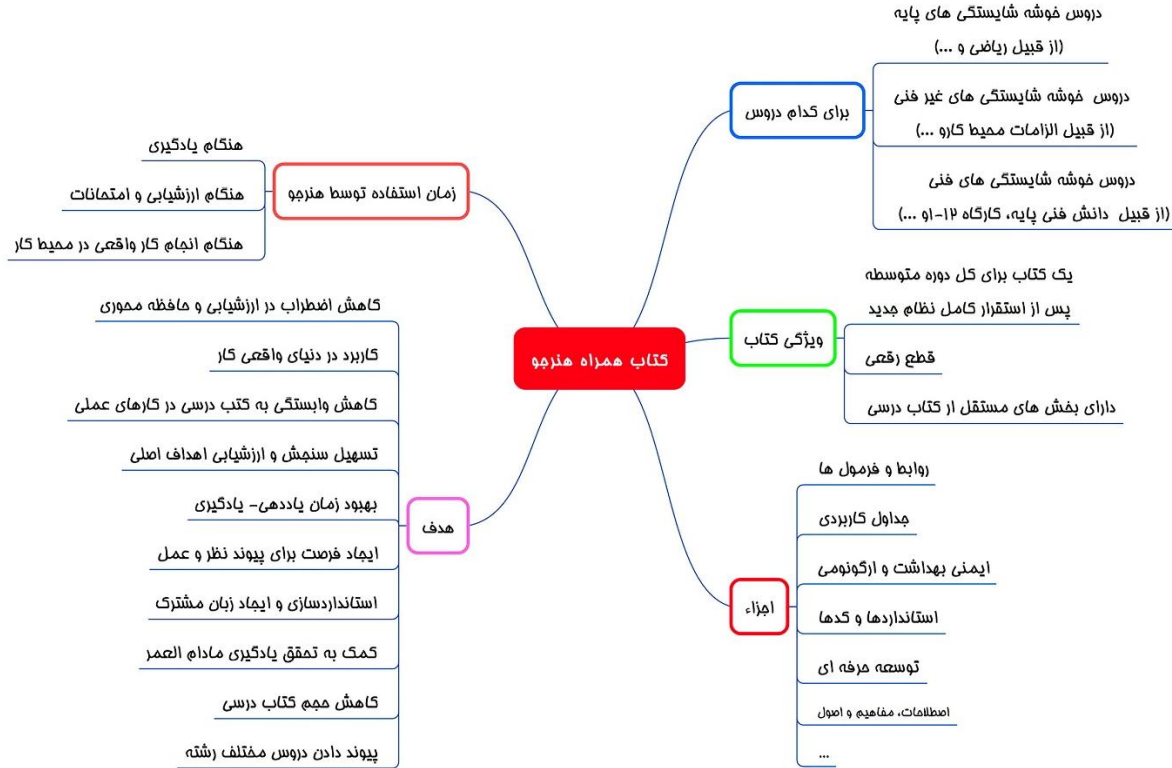 کتاب همراه هنرجو
برای کدام دروس
دروس خوشه شایستگی های پایه
(از قبیل ریاضی و ...)
دروس خوشه شایستگی های غیر فنی
(از قبیل الزامات محیط کارو ...)
دروس خوشه شایستگی های فنی
(از قبیل دانش فنی پایه، کارگاه ۱۲-۱و ...)
ویژگی کتاب
یک کتاب برای کل دوره متوسطه
پس از استقرار کامل نظام جدید
قطع رقعی
دارای بخش های مستقل از کتاب درسی
اجزاء
روابط و فرمول ها
جداول کاربردی
ایمنی بهداشت و ارگونومی
استانداردها و کدها
توسعه حرفه ای
اصطلاحات، مفاهیم و اصول
...
زمان استفاده توسط هنرجو
هنگام یادگیری
هنگام ارزشیابی و امتحانات
هنگام انجام کار واقعی در محیط کار
هدف
کاهش اضطراب در ارزشیابی و حافظه محوری
کاربرد در دنیای واقعی کار
کاهش وابستگی به کتب درسی در کارهای عملی
تسهیل سنجش و ارزشیابی اهداف اصلی
بهبود زمان یاددهی- یادگیری
ایجاد فرصت برای پیوند نظر و عمل
استانداردسازی و ایجاد زبان مشترک
کمک به تحقق یادگیری مادام العمر
کاهش حجم کتاب درسی
پیوند دادن دروس مختلف رشته